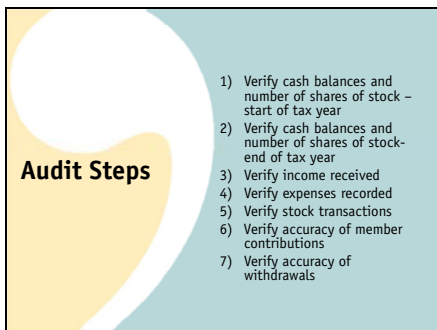 Audit Steps
1) Verify cash balances and
number of shares of stock –
start of tax year
2) Verify cash balances and
number of shares of stock-
end of tax year
3) Verify income received
4) Verify expenses recorded
5) Verify stock transactions
6) Verify accuracy of member
contributions
7) Verify accuracy of
withdrawals